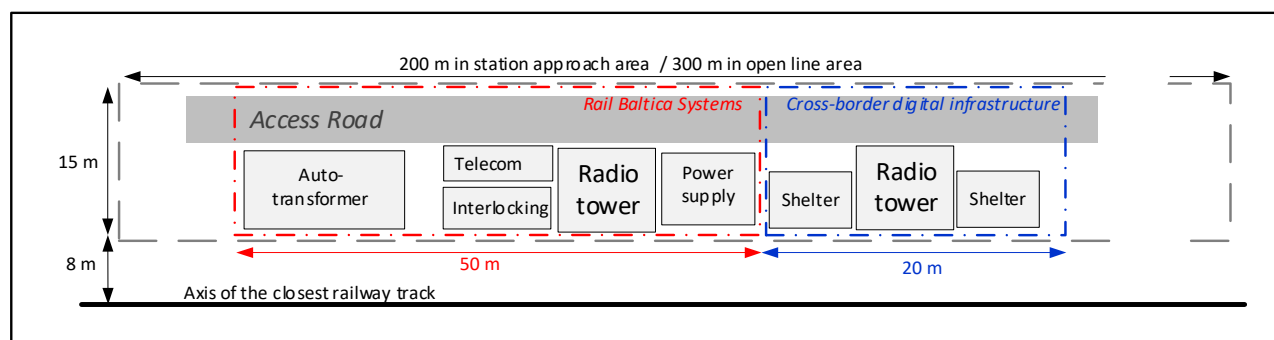 200 m in station approach area / 300 m in open line area
Rail Baltica Systems
Cross-border digital infrastructure
Access Road
15 m
Auto-
transformer
Telecom
Interlocking
Radio
tower
Power
supply
Shelter
Radio
tower
Shelter
8 m
50 m
20 m
Axis of the closest railway track